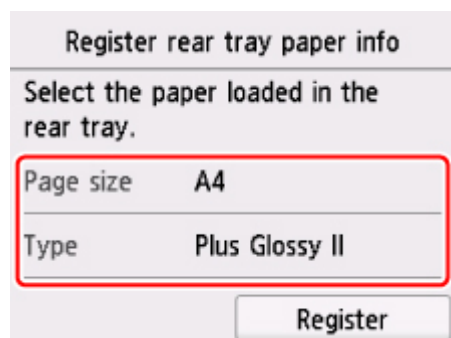 Register rear tray paper info
Select the paper loaded in the
rear tray.
Page size A4
Type Plus Glossy II
Register